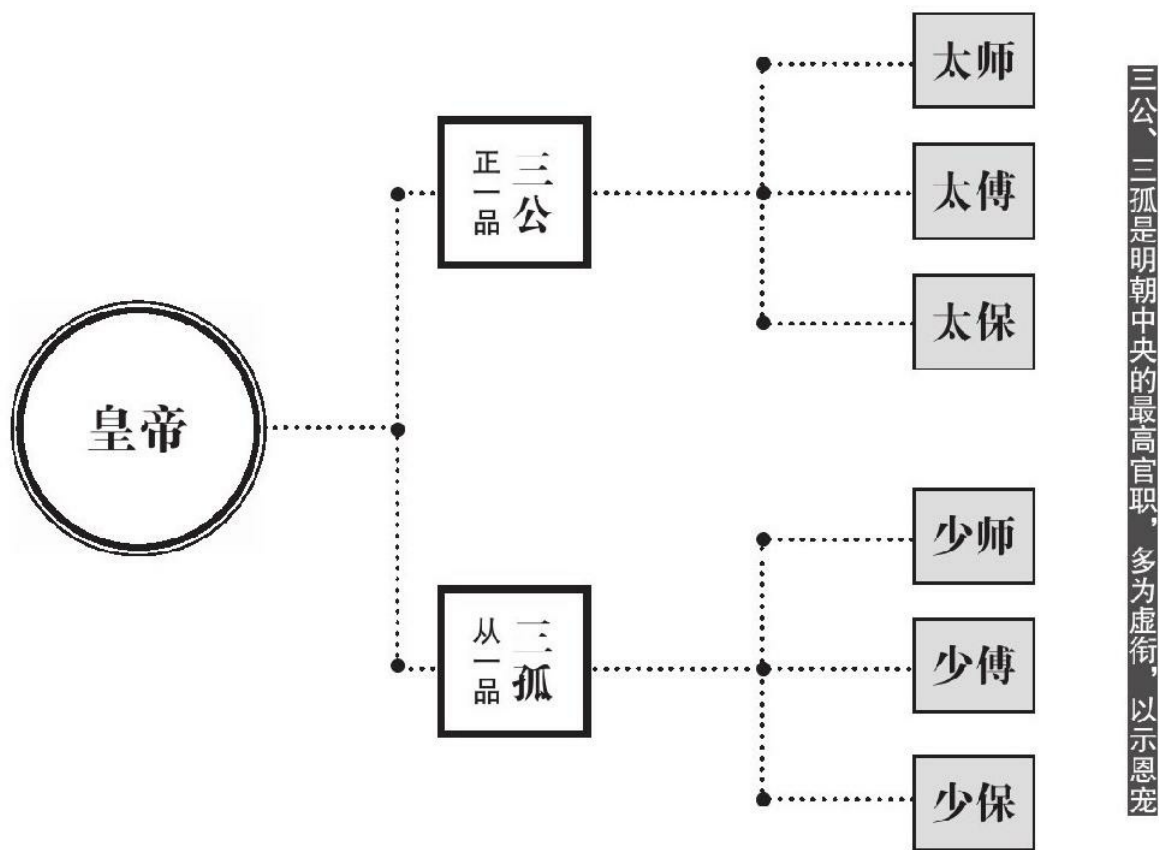 皇帝
三公
正一品
太师
太傅
太保
三孤
从一品
少师
少傅
少保
三公、三孤是明朝中央的最高官职，多为虚衔，以示恩宠